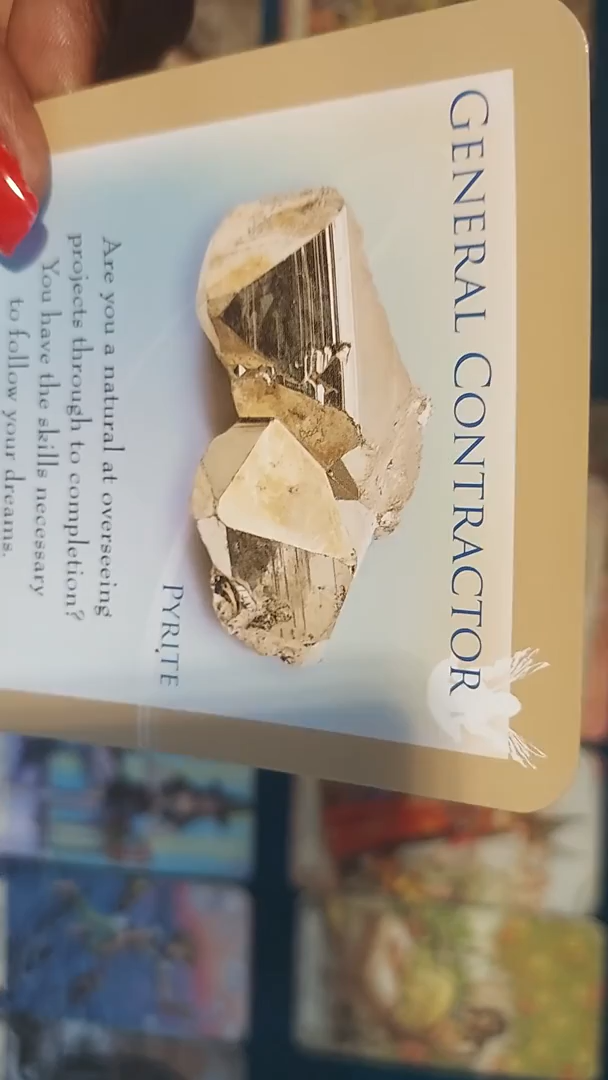 GENERAL CONTRACTOR
PYRITE
Are you a natural at overseeing
projects through to completion?
You have the skills necessary
to follow your dreams.